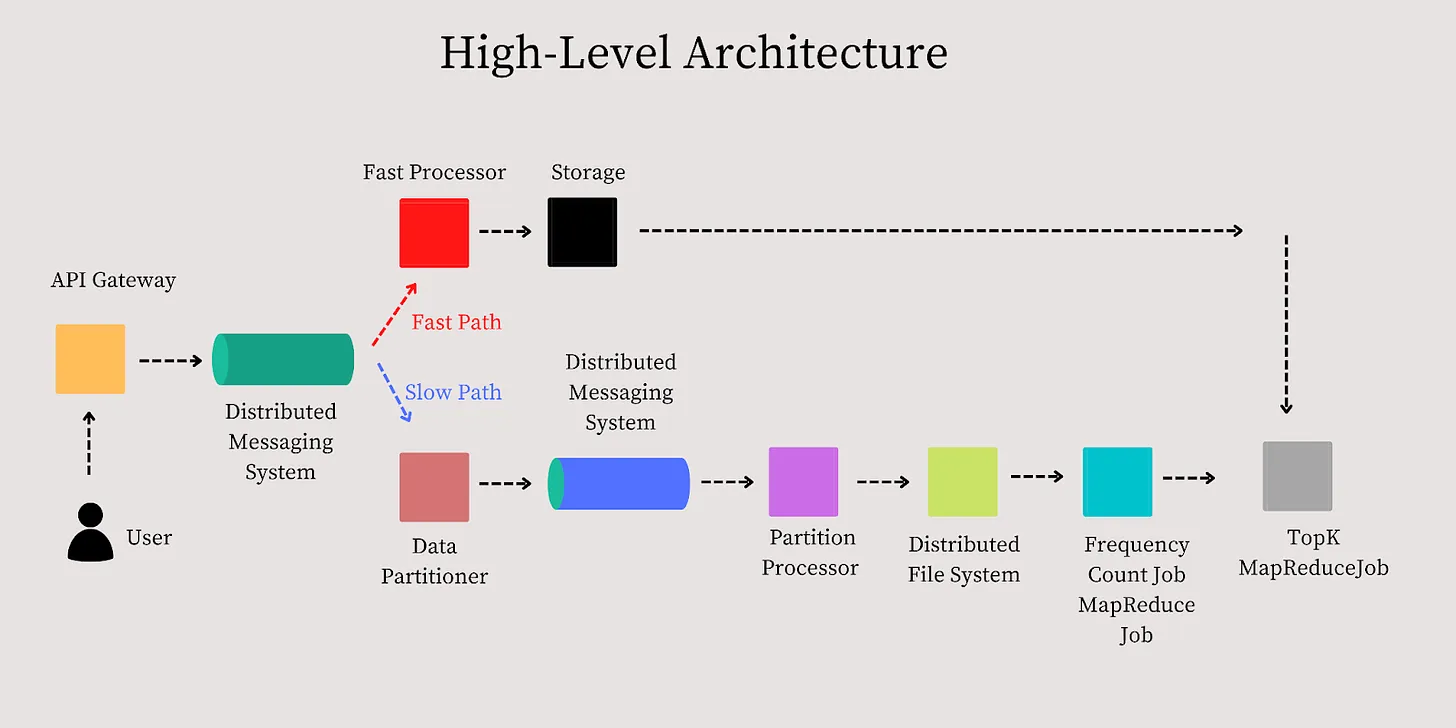 High-Level Architecture
Fast Processor
Storage
API Gateway
Fast Path
Slow Path
Distributed
Messaging
System
Distributed
Messaging
System
User
Data
Partitioner
Partition
Processor
Distributed
File System
Frequency
Count Job
MapReduce
Job
TopK
MapReduceJob